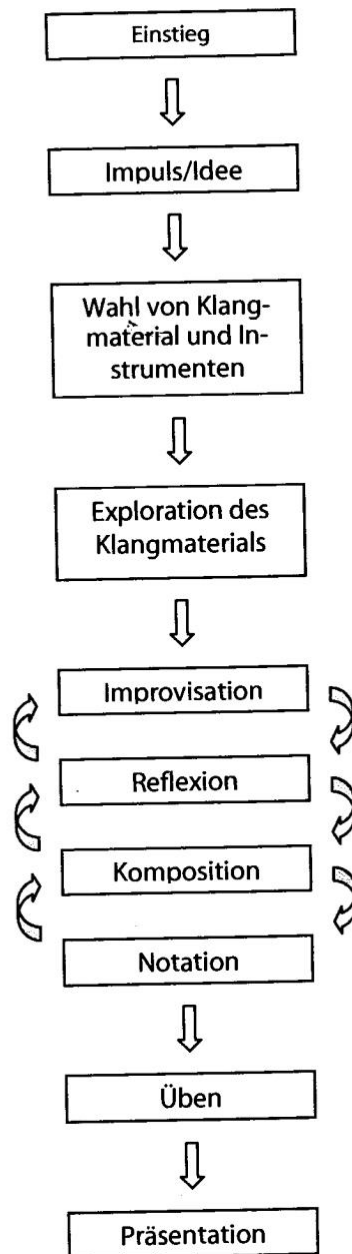 Einstieg
Impuls/Idee
Wahl von Klang-
material und In-
strumenten
Exploration des
Klangmaterials
Improvisation
Reflexion
Komposition
Notation
Üben
Präsentation